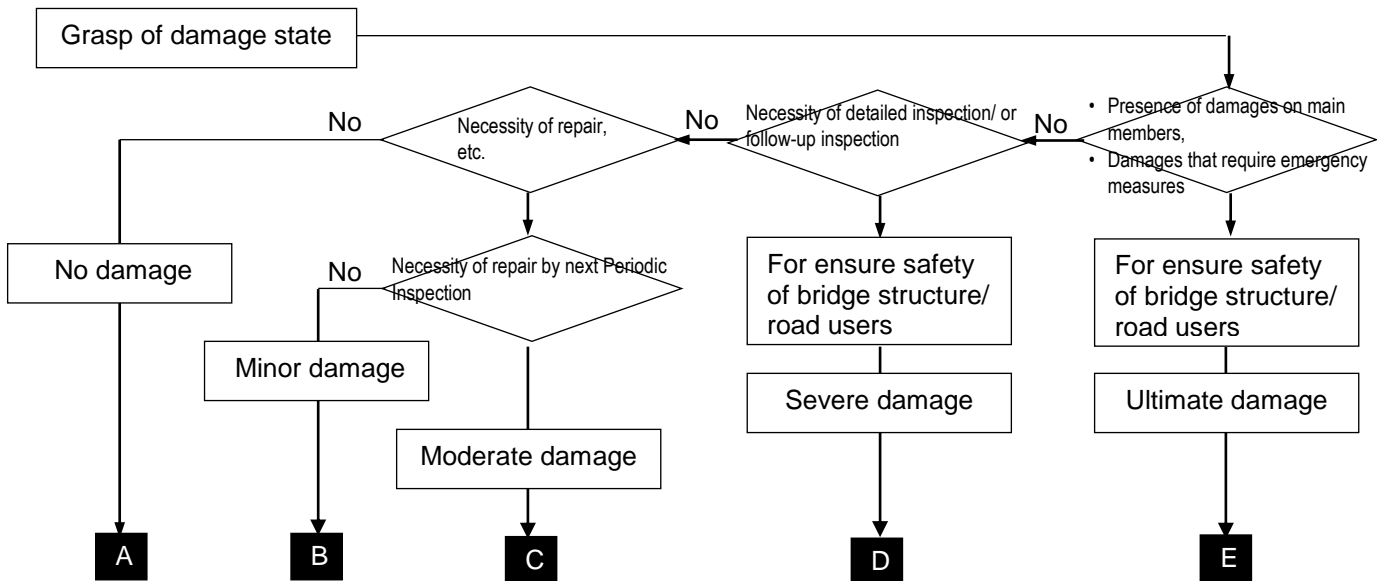 Grasp of damage state
No
Necessity of repair,
etc.
No
Necessity of detailed inspection/ or
follow-up inspection
No
• Presence of damages on main
members,
• Damages that require emergency
measures
No damage
No
Necessity of repair by next Periodic
Inspection
For ensure safety
of bridge structure/
road users
For ensure safety
of bridge structure/
road users
Minor damage
Severe damage
Ultimate damage
Moderate damage
A
B
C
D
E